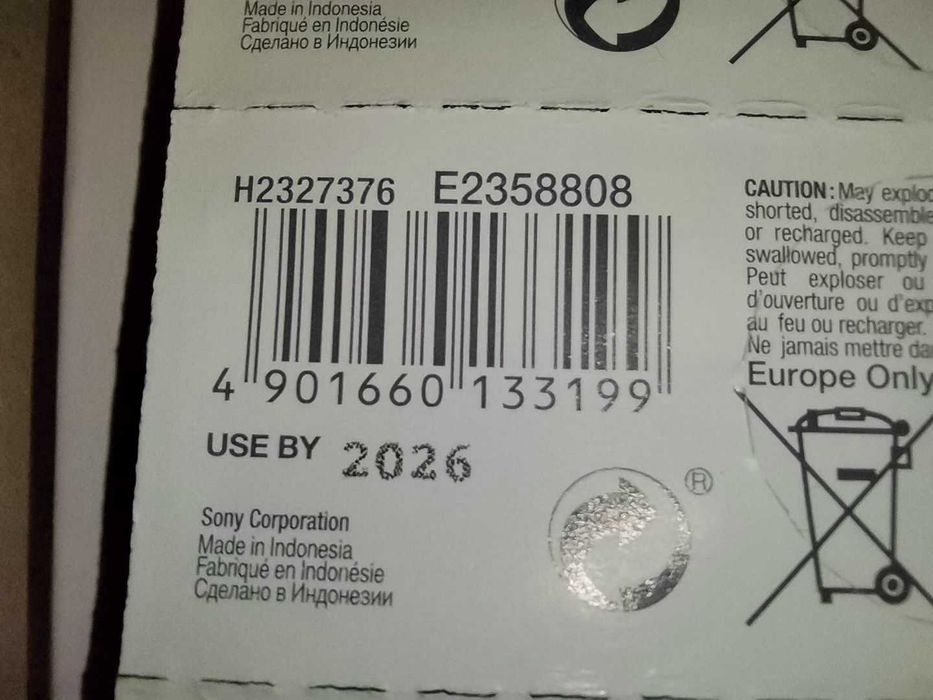 Made in Indonesia
Fabriqué en Indonésie
Сделано в Индонезии
H2327376 E2358808
4 901660 133199
USE BY 2026
Sony Corporation
Made in Indonesia
Fabriqué en Indonésie
Сделано в Индонезии
®
CAUTION: May
shorted,
or recharged. Keep
swallowed, promptly
Peut exploser ou
d'ouverture ou
au feu ou recharger.
Ne jamais mettre
Europe Only